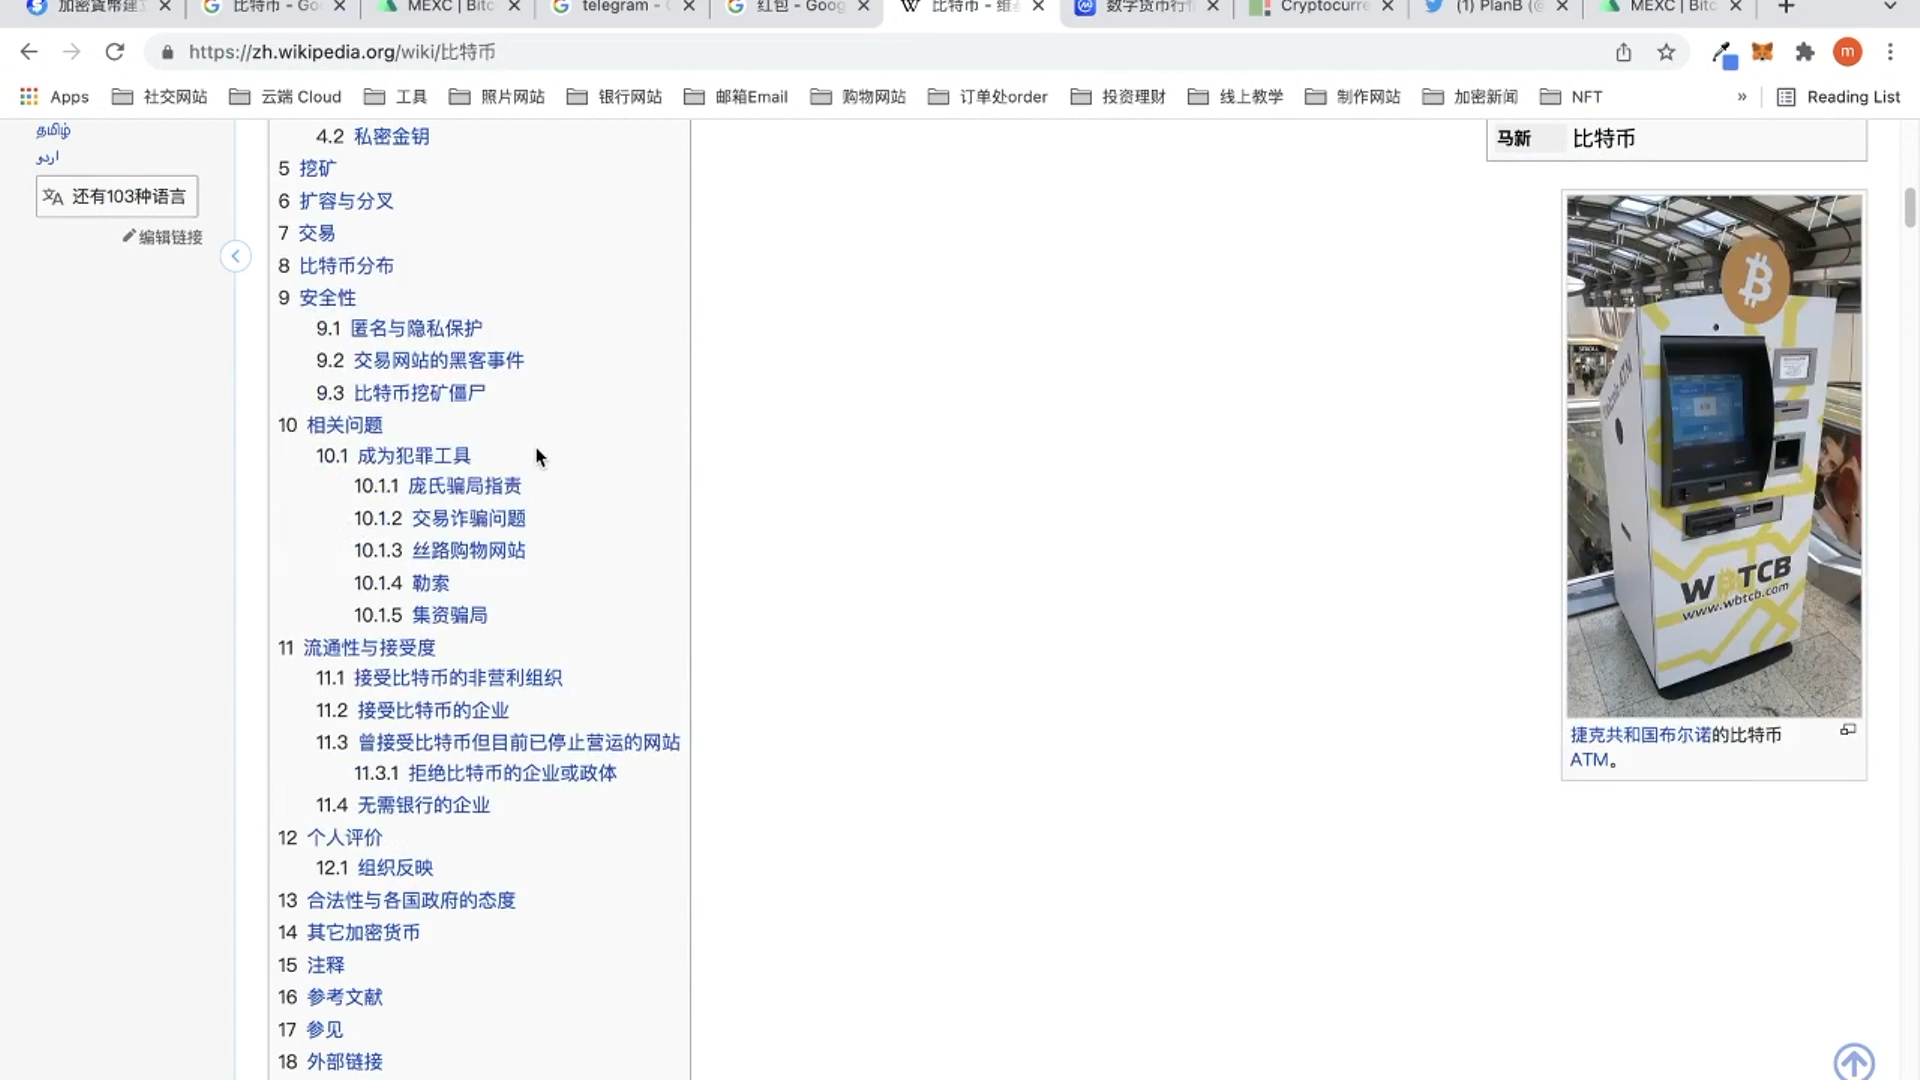 加密貨幣建立
比特币 - Go
MEXC | Bitc
telegram -
红包 - Goog
比特币 - 维
数字货币行
Cryptocurre
(1) PlanB (@
MEXC | Bitc
https://zh.wikipedia.org/wiki/比特币
m
Apps
社交网站
云端 Cloud
工具
照片网站
银行网站
邮箱Email
购物网站
订单处order
投资理财
线上教学
制作网站
加密新闻
NFT
»
Reading List
தமிழ்
اردو
还有103种语言
编辑链接
4.2 私密金钥
5 挖矿
6 扩容与分叉
7 交易
8 比特币分布
9 安全性
9.1 匿名与隐私保护
9.2 交易网站的黑客事件
9.3 比特币挖矿僵尸
10 相关问题
10.1 成为犯罪工具
10.1.1 庞氏骗局指责
10.1.2 交易诈骗问题
10.1.3 丝路购物网站
10.1.4 勒索
10.1.5 集资骗局
11 流通性与接受度
11.1 接受比特币的非营利组织
11.2 接受比特币的企业
11.3 曾接受比特币但目前已停止营运的网站
11.3.1 拒绝比特币的企业或政体
11.4 无需银行的企业
12 个人评价
12.1 组织反映
13 合法性与各国政府的态度
14 其它加密货币
15 注释
16 参考文献
17 参见
18 外部链接
马新 比特币
WBTCB
www.wbtcb.com
捷克共和国布尔诺的比特币
ATM。